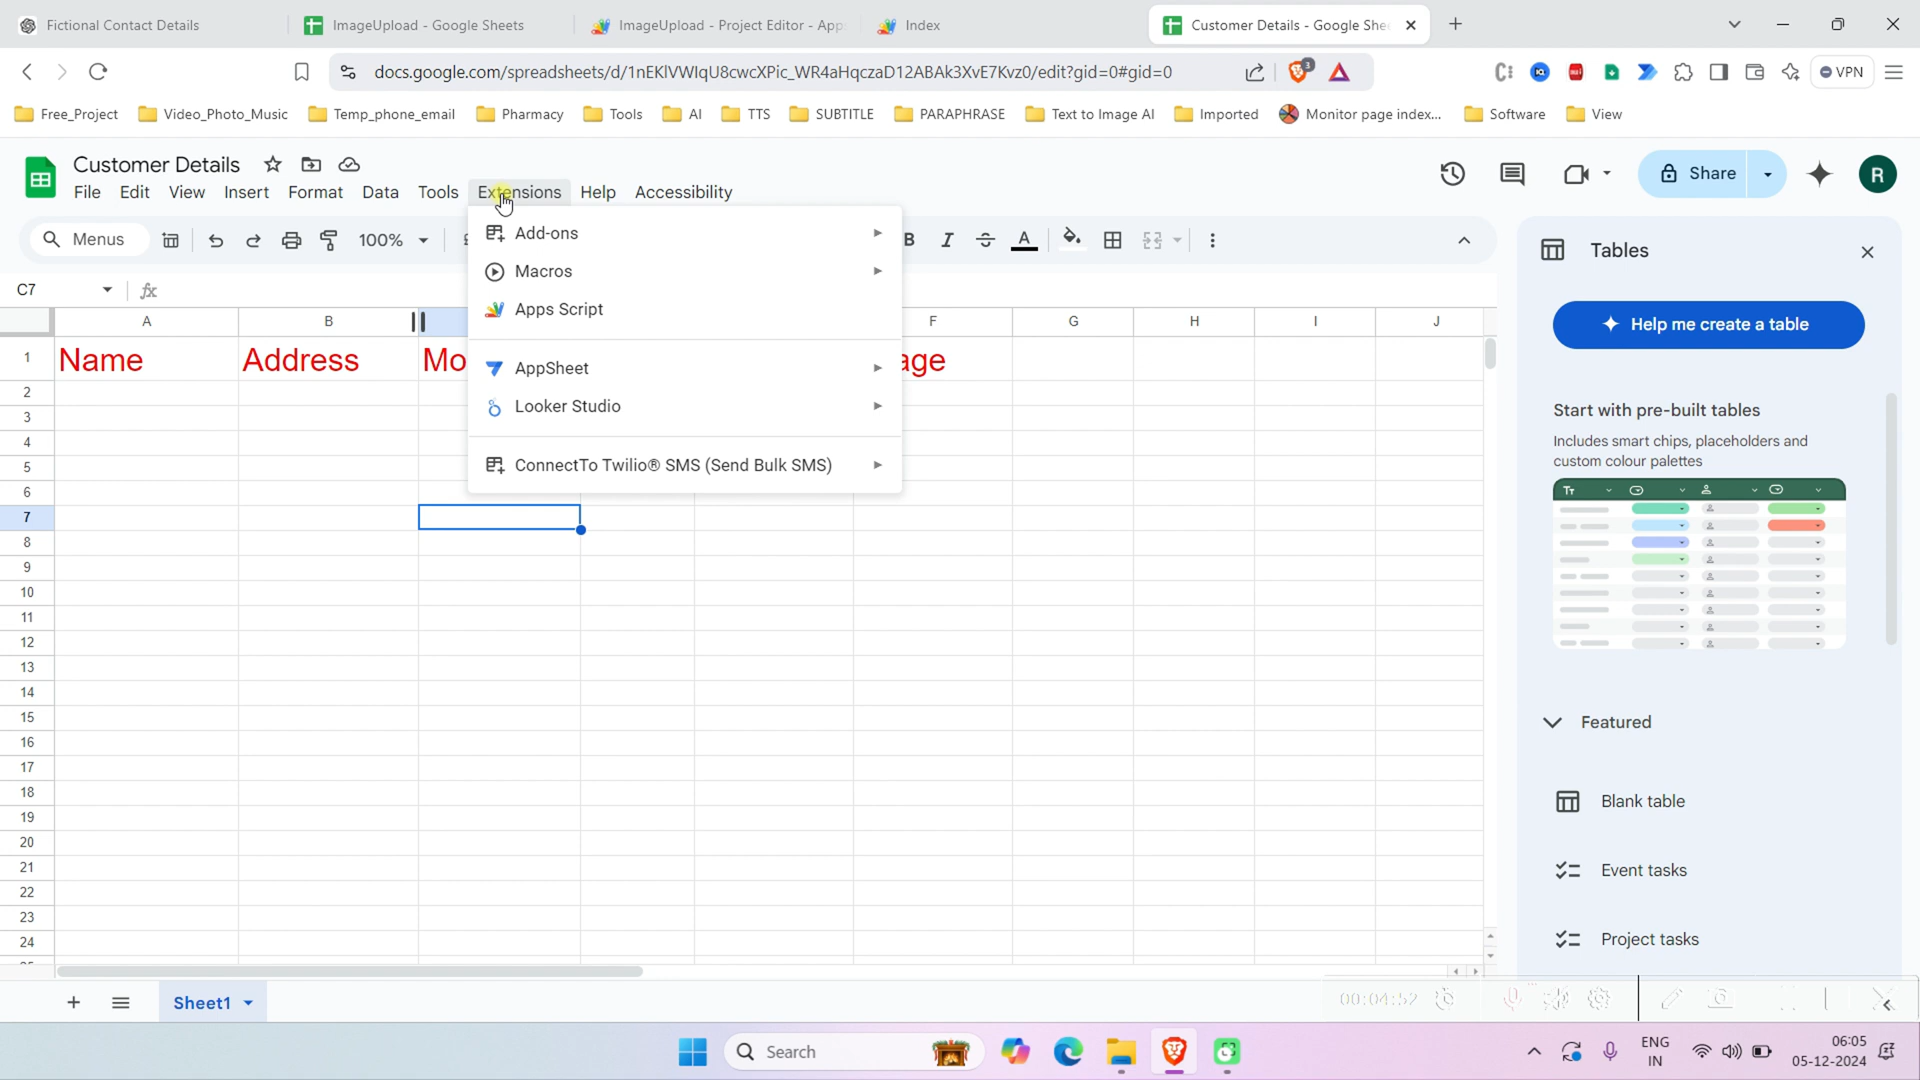 Fictional Contact Details
ImageUpload - Google Sheets
ImageUpload - Project Editor - App
Index
Customer Details - Google She
docs.google.com/spreadsheets/d/1nEKlVWIqU8cwcXPic_WR4aHqczaD12ABAk3XvE7Kvz0/edit?gid=0#gid=0
3
VPN
Free_Project
Video_Photo_Music
Temp_phone_email
Pharmacy
Tools
AI
TTS
SUBTITLE
PARAPHRASE
Text to Image AI
Imported
Monitor page index...
Software
View
Customer Details
File Edit View Insert Format Data Tools Extensions Help Accessibility
Share
R
Menus
100%
B
I
A
C7
fx
A B F G H I J
1 Name Address Mo age
2
3
4
5
6
7
8
9
10
11
12
13
14
15
16
17
18
19
20
21
22
23
24
Add-ons
Macros
Apps Script
AppSheet
Looker Studio
ConnectTo Twilio® SMS (Send Bulk SMS)
Tables
Help me create a table
Start with pre-built tables
Includes smart chips, placeholders and
custom colour palettes
Tт
Featured
Blank table
Event tasks
Project tasks
Sheet1
00:04:52
Search
ENG
IN
06:05
05-12-2024